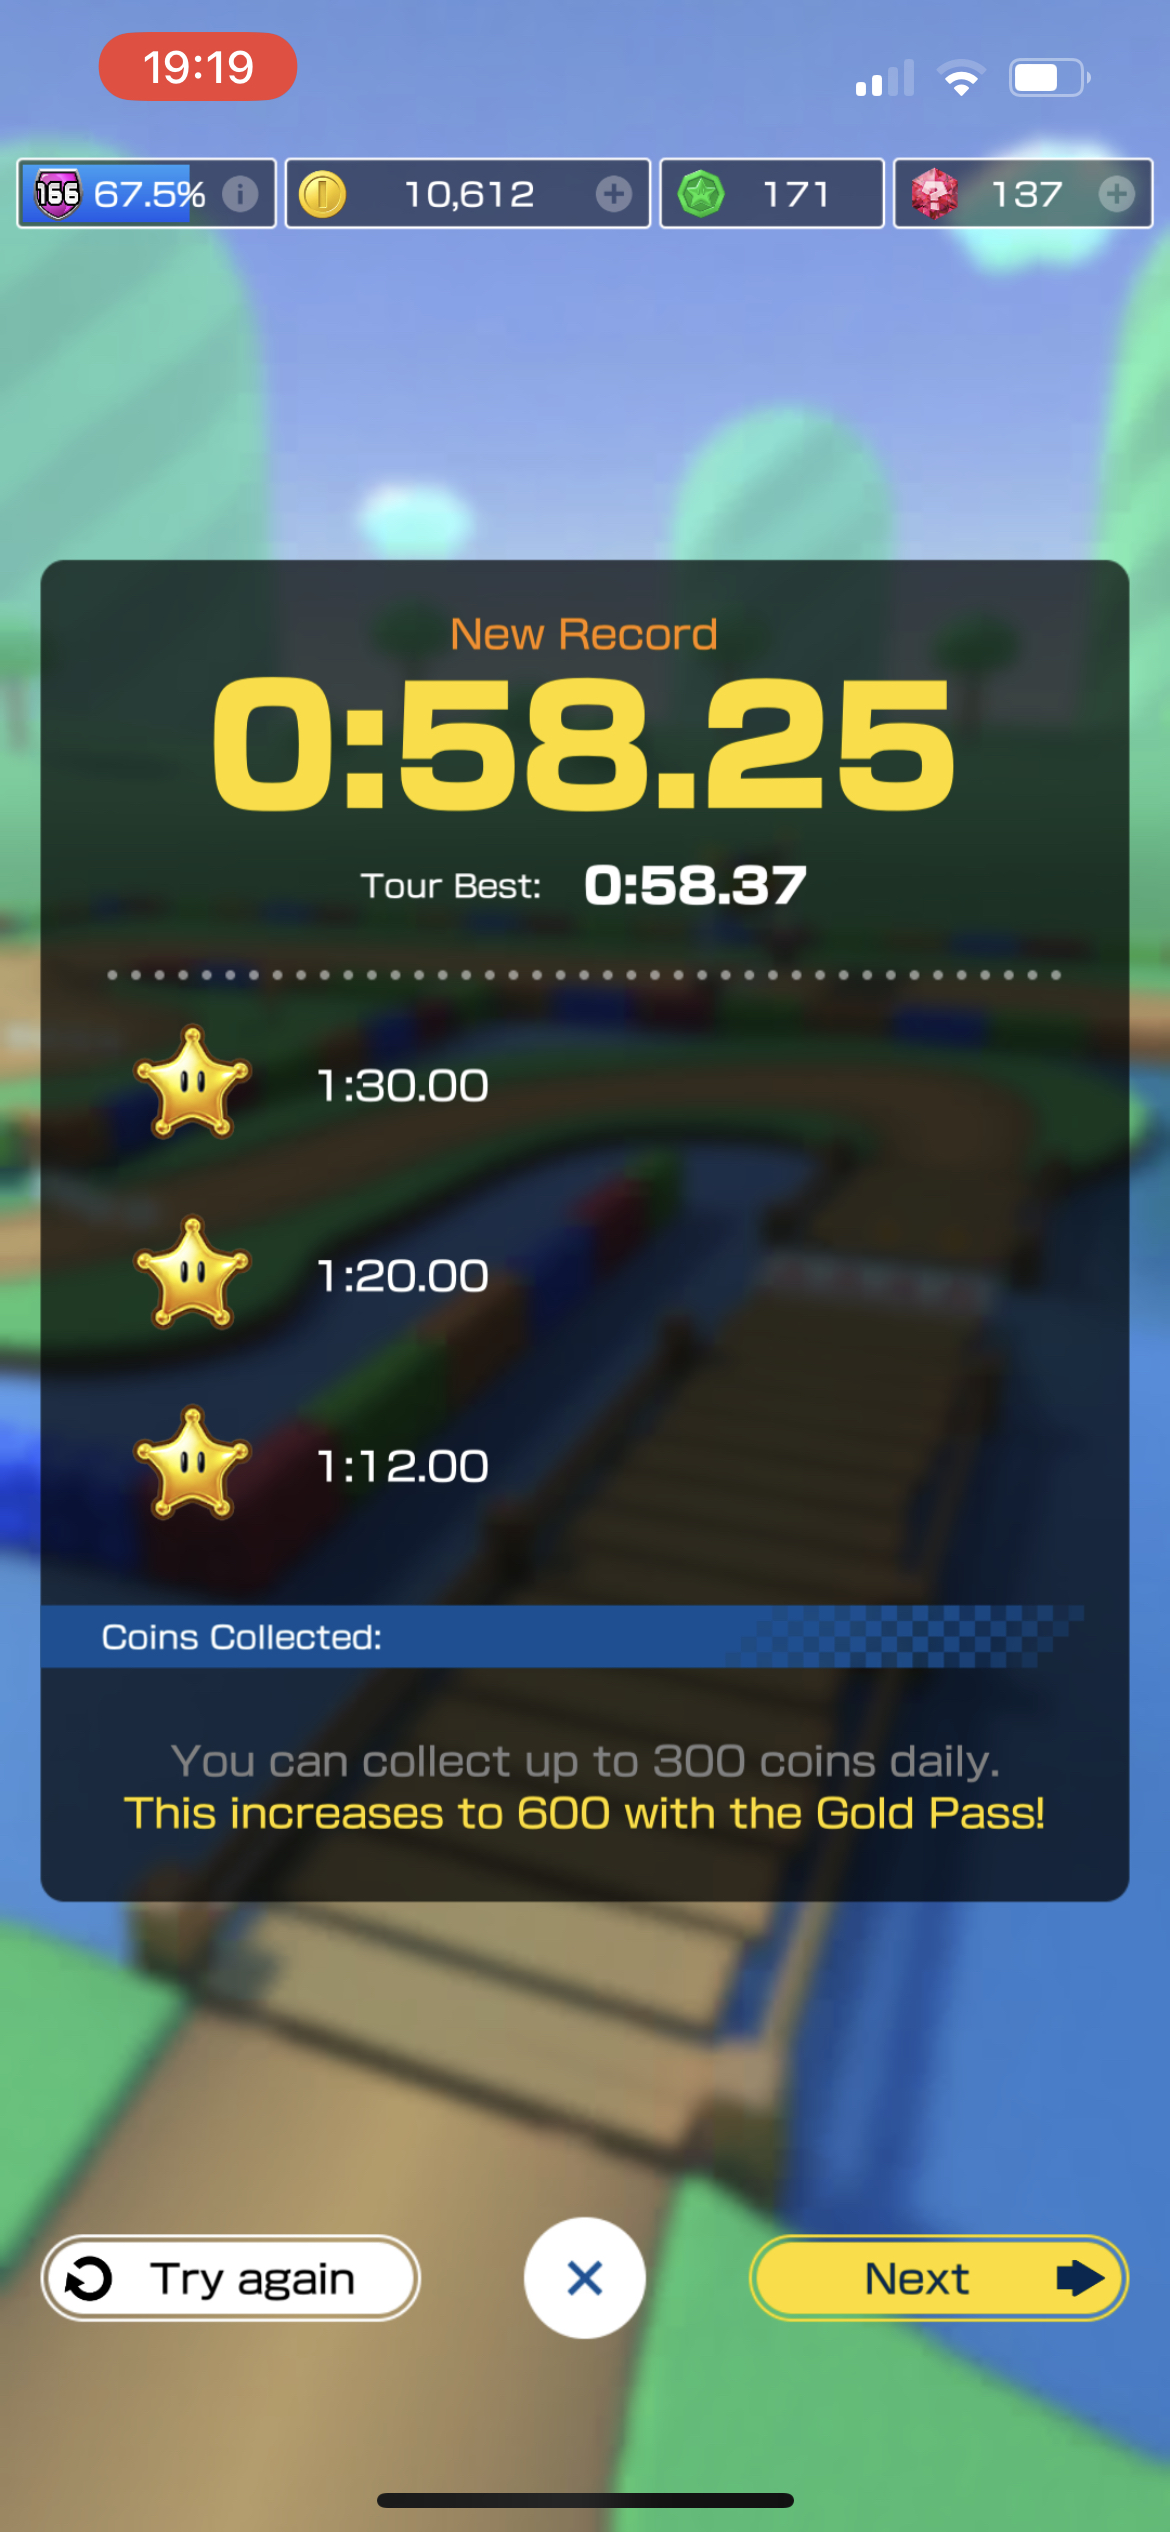 19:19
166 67.5% 10,612 171 137
New Record
0:58.25
Tour Best: 0:58.37
1:30.00
1:20.00
1:12.00
Coins Collected:
You can collect up to 300 coins daily.
This increases to 600 with the Gold Pass!
Try again
Next